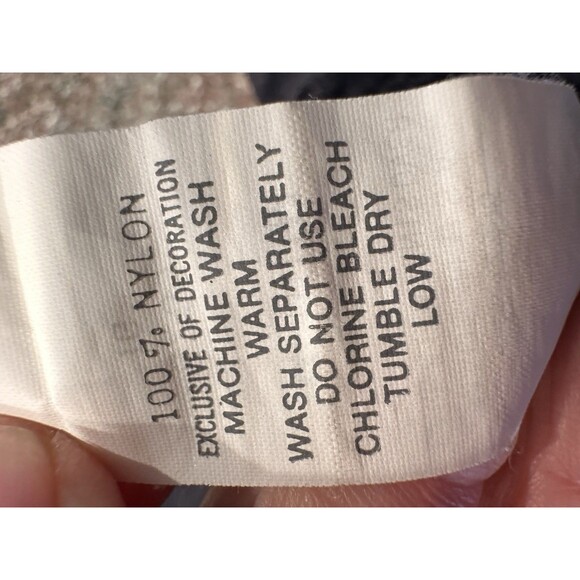 100% NYLON
EXCLUSIVE OF DECORATION
MACHINE WASH
WARM
WASH SEPARATELY
DO NOT USE
CHLORINE BLEACH
TUMBLE DRY
LOW